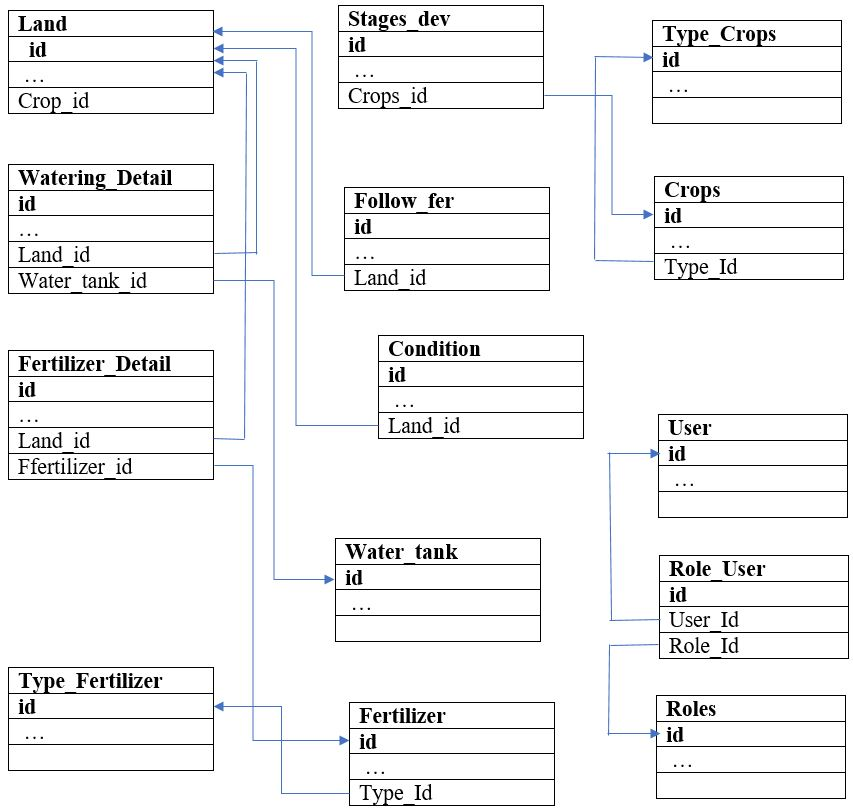 Land
id
…
Crop_id
Stages_dev
id
…
Crops_id
Type_Crops
id
…
Watering_Detail
id
…
Land_id
Water_tank_id
Follow_fer
id
…
Land_id
Crops
id
…
Type_Id
Fertilizer_Detail
id
…
Land_id
Ffertilizer_id
Condition
id
…
Land_id
User
id
…
Water_tank
id
…
Role_User
id
User_Id
Role_Id
Type_Fertilizer
id
…
Fertilizer
id
…
Type_Id
Roles
id
…